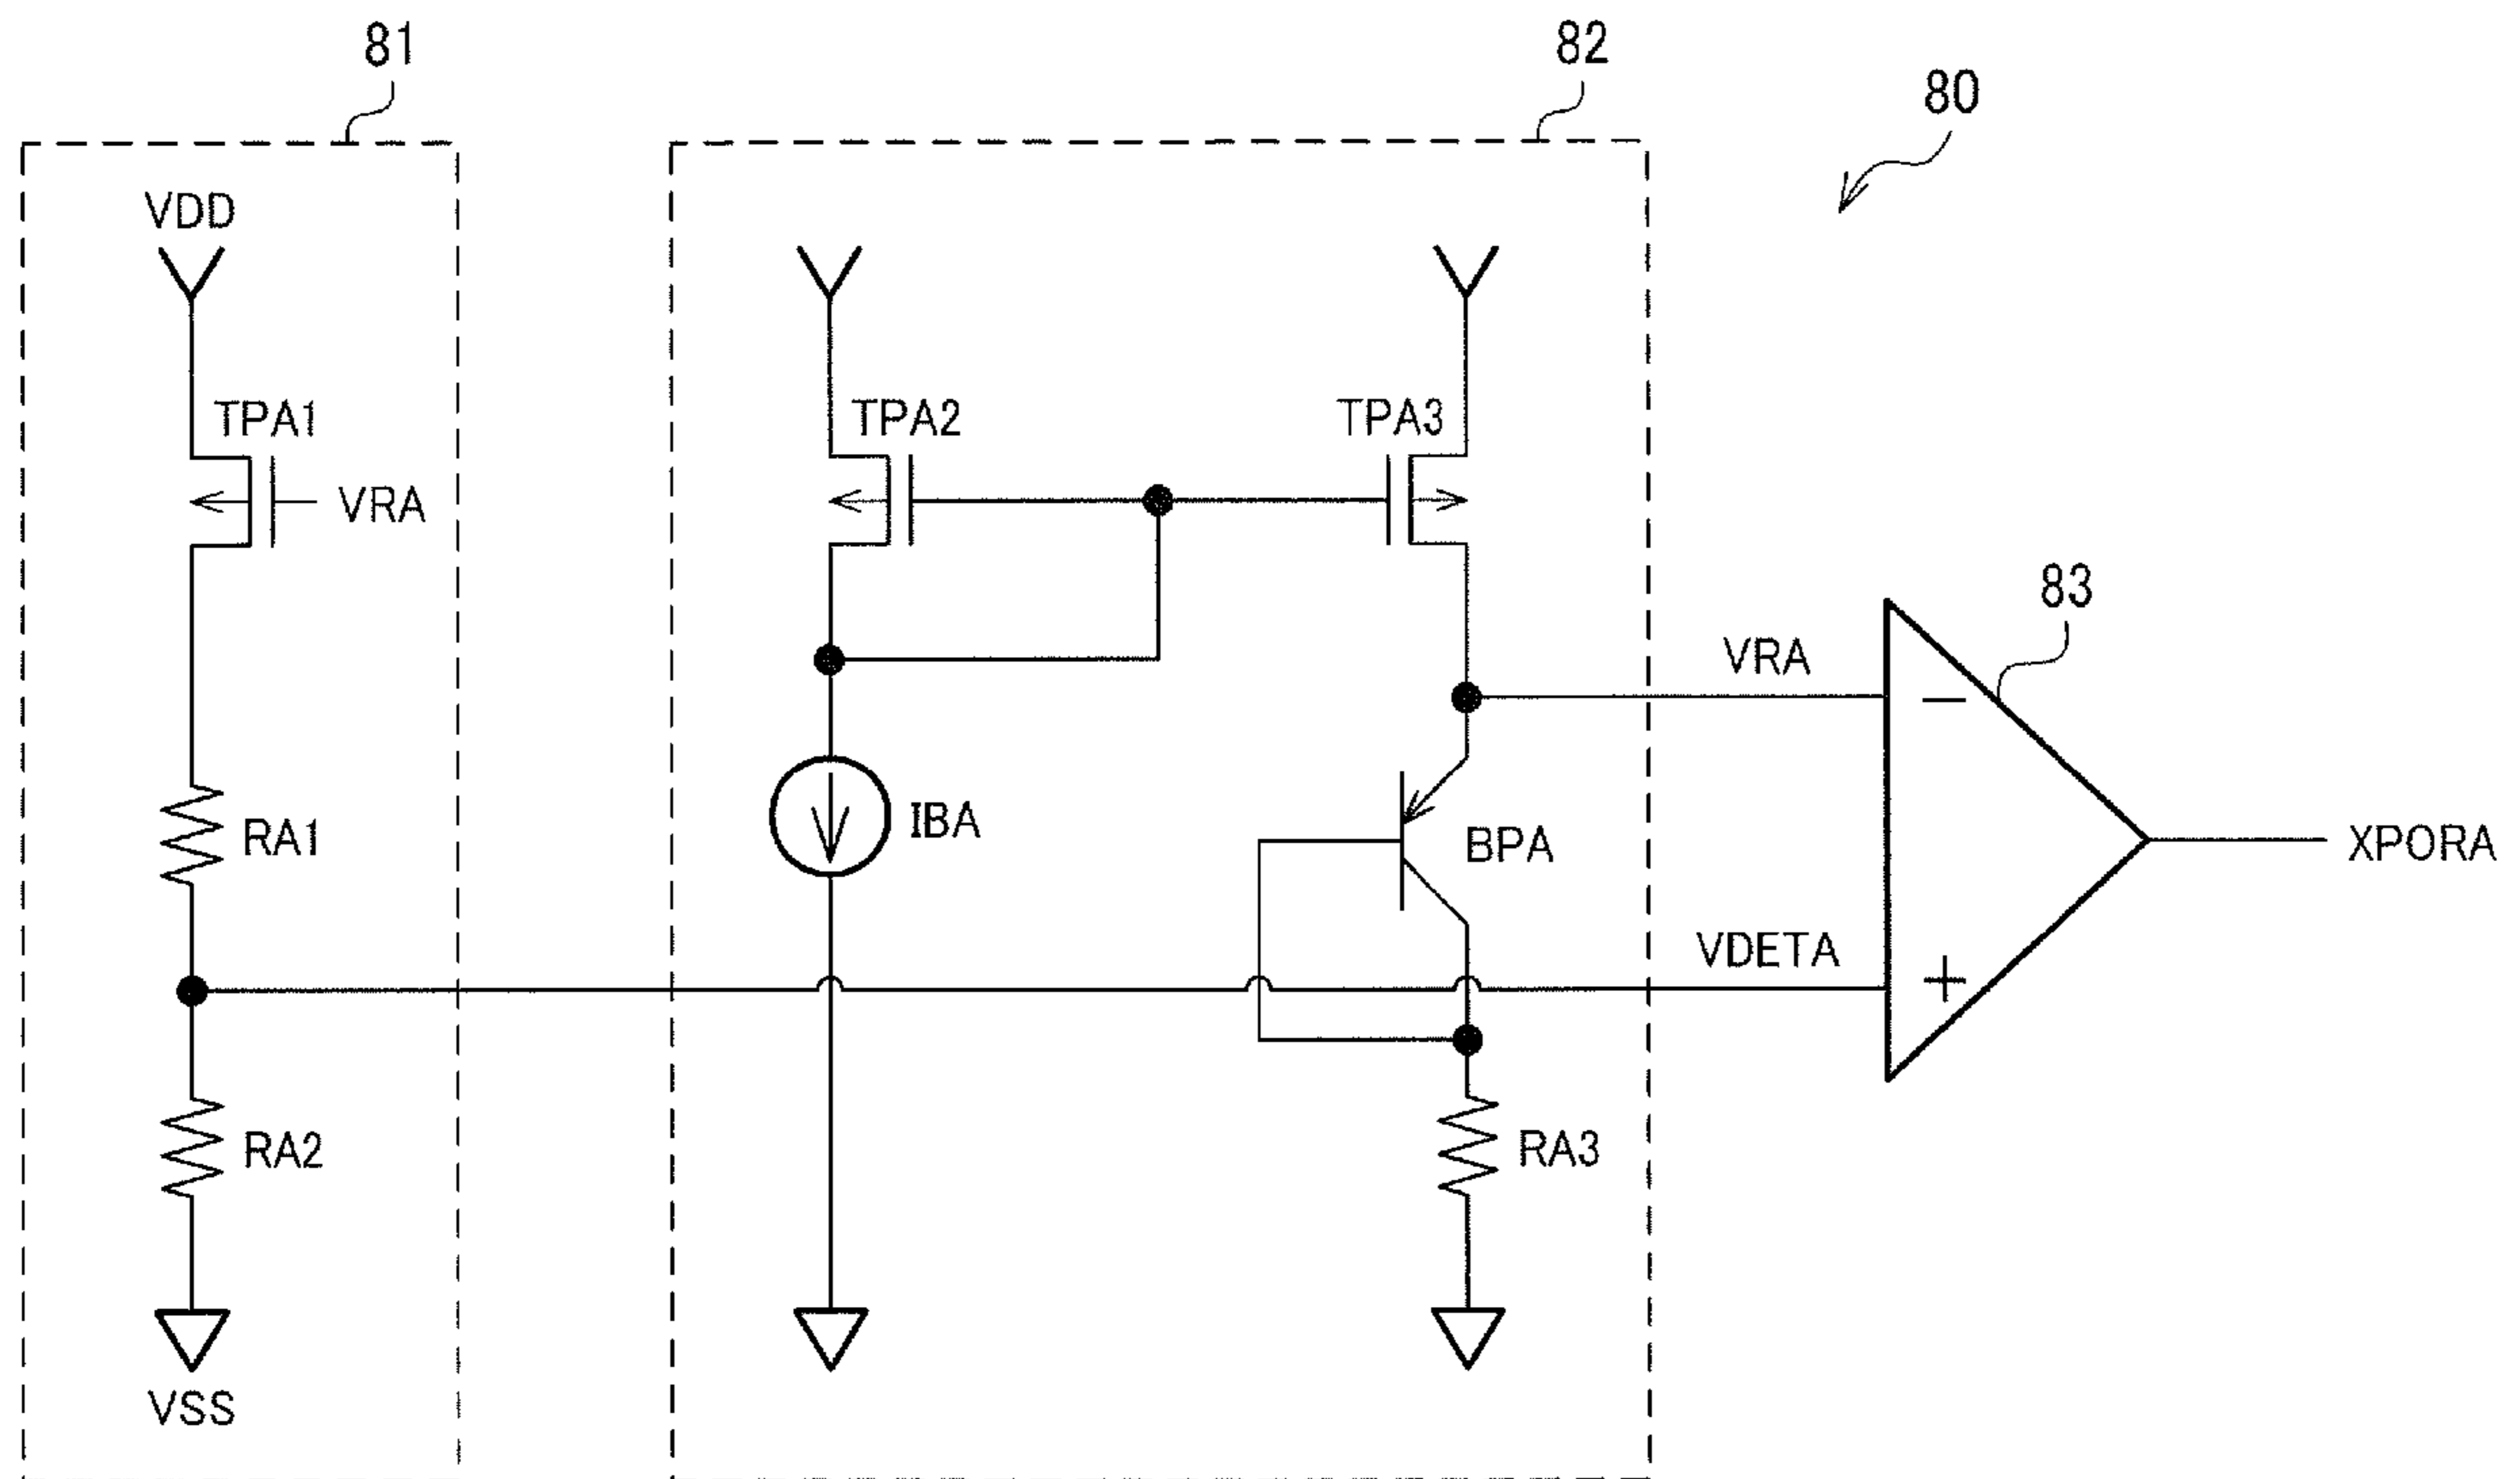 81
82
80
VDD
TPA1
TPA2
TPA3
VRA
83
VRA
RA1
IBA
BPA
XPORA
VDETA
RA2
RA3
VSS